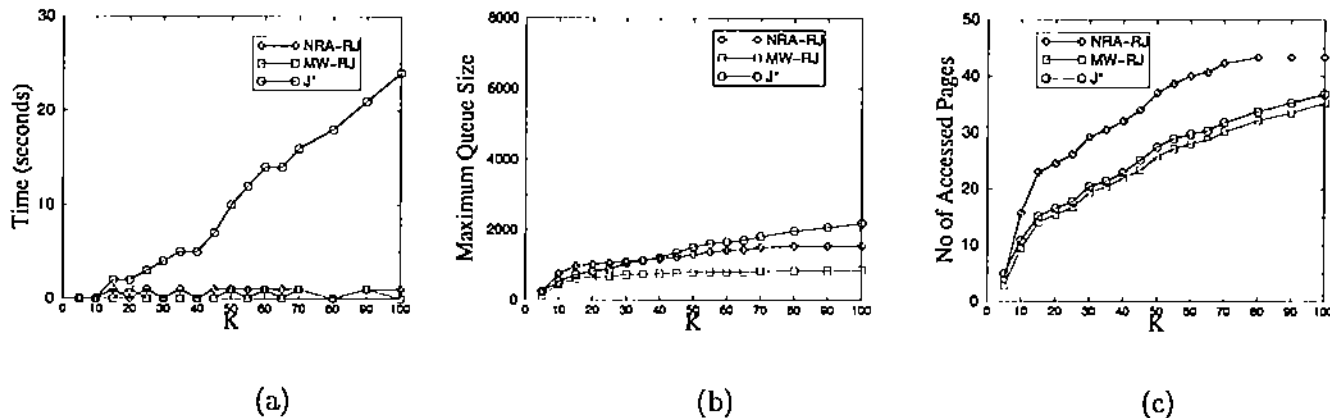 30
20
10
0
Time (seconds)
NRA-RJ
MW-RJ
J*
0 10 20 30 40 50 60 70 80 90 100
K
(a)
8000
6000
4000
2000
0
Maximum Queue Size
NRA-RJ
MW-RJ
J*
0 10 20 30 40 50 60 70 80 90 100
K
(b)
50
40
30
20
10
0
No of Accessed Pages
NRA-RJ
MW-RJ
J*
0 10 20 30 40 50 60 70 80 90 100
K
(c)